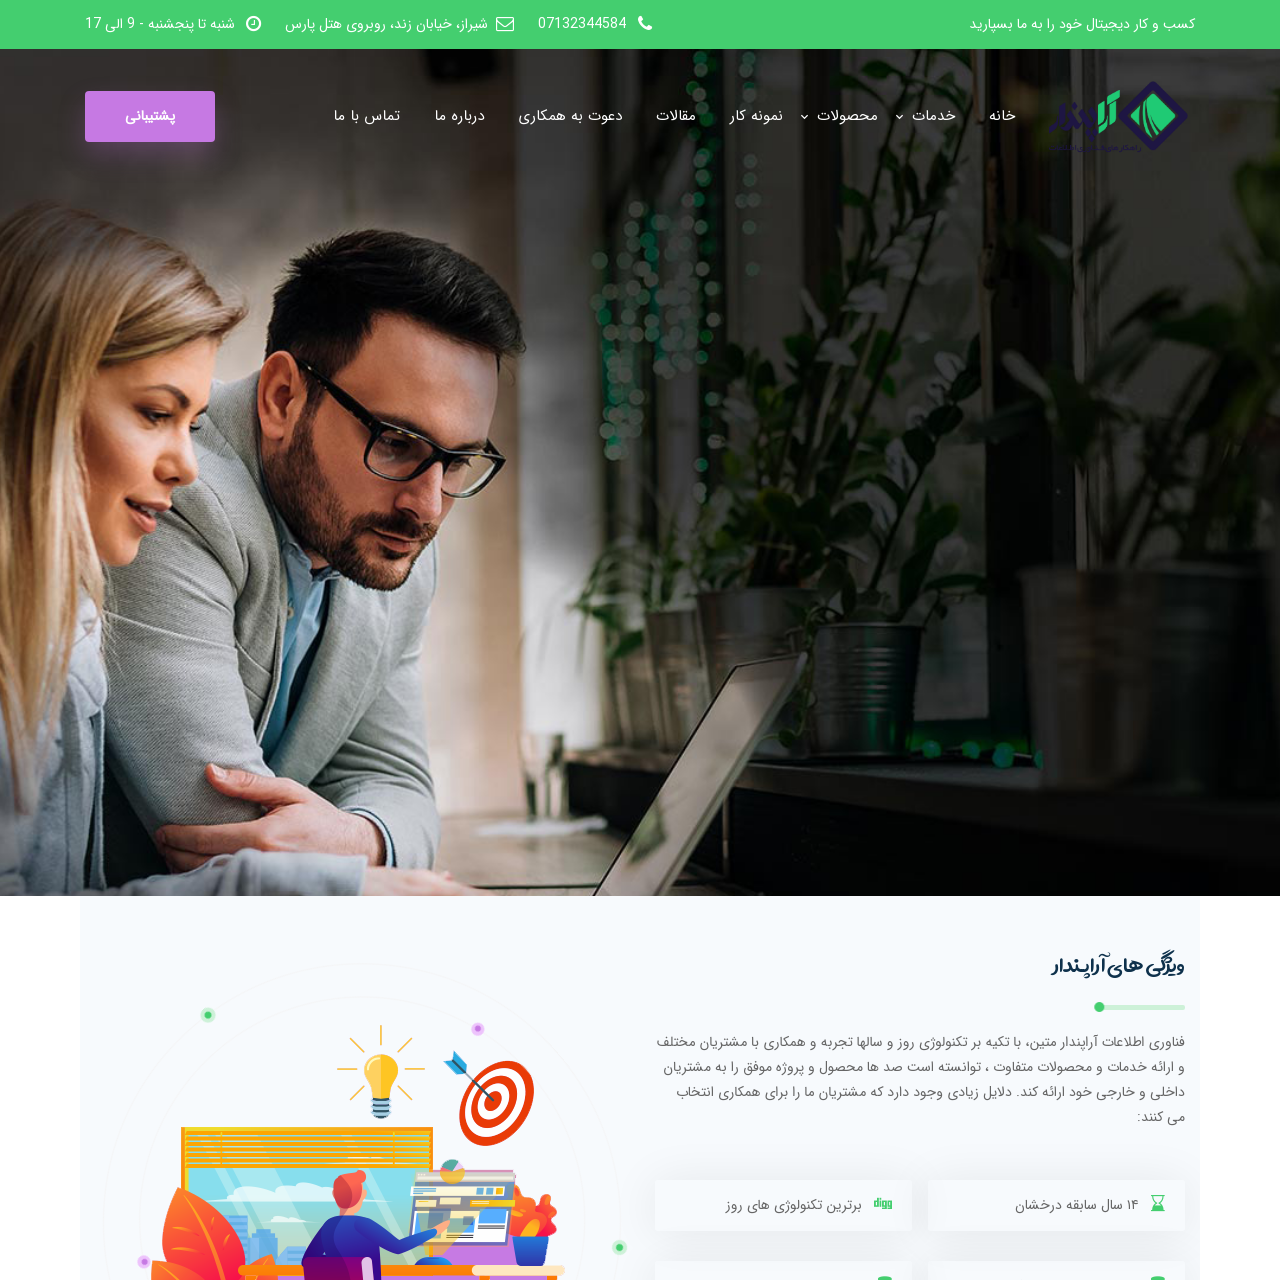 کسب و کار دیجیتال خود را به ما بسپارید
07132344584
شیراز، خیابان زند، روبروی هتل پارس
شنبه تا پنجشنبه - 9 الی 17
آراپندار
خانه
خدمات
محصولات
نمونه کار
مقالات
دعوت به همکاری
درباره ما
تماس با ما
پشتیبانی
ویژگی های آراپندار
فناوری اطلاعات آراپندار متین، با تکیه بر تکنولوژی روز و سالها تجربه و همکاری با مشتریان مختلف
و ارائه خدمات و محصولات متفاوت ، توانسته است صد ها محصول و پروژه موفق را به مشتریان
داخلی و خارجی خود ارائه کند. دلایل زیادی وجود دارد که مشتریان ما را برای همکاری انتخاب
می کنند:
۱۴ سال سابقه درخشان
digg
برترین تکنولوژی های روز